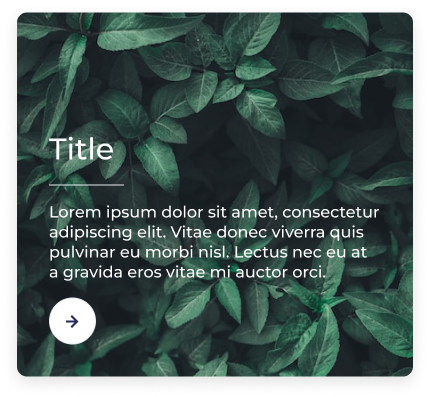 Title
Lorem ipsum dolor sit amet, consectetur
adipiscing elit. Vitae donec viverra quis
pulvinar eu morbi nisl. Lectus nec eu at
a gravida eros vitae mi auctor orci.